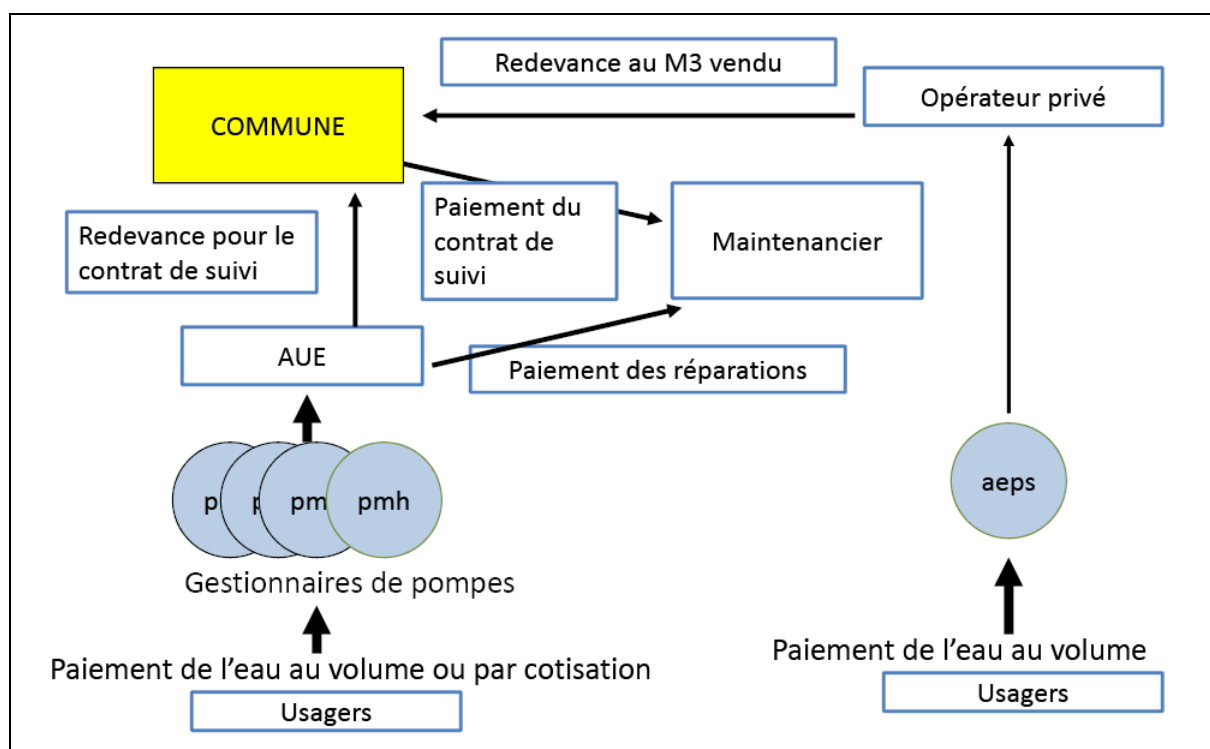 Redevance au M3 vendu
Opérateur privé
COMMUNE
Redevance pour le
contrat de suivi
Paiement du
contrat de
suivi
Maintenancier
AUE
Paiement des réparations
p
p
pm
pmh
aeps
Gestionnaires de pompes
Paiement de l’eau au volume ou par cotisation
Usagers
Paiement de l’eau au volume
Usagers